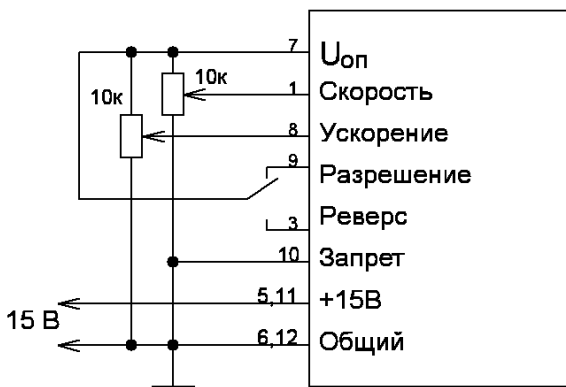 7 Uоп
10к
1 Скорость
10к
8 Ускорение
9 Разрешение
3 Реверс
10 Запрет
5,11 +15В
15 В
6,12 Общий